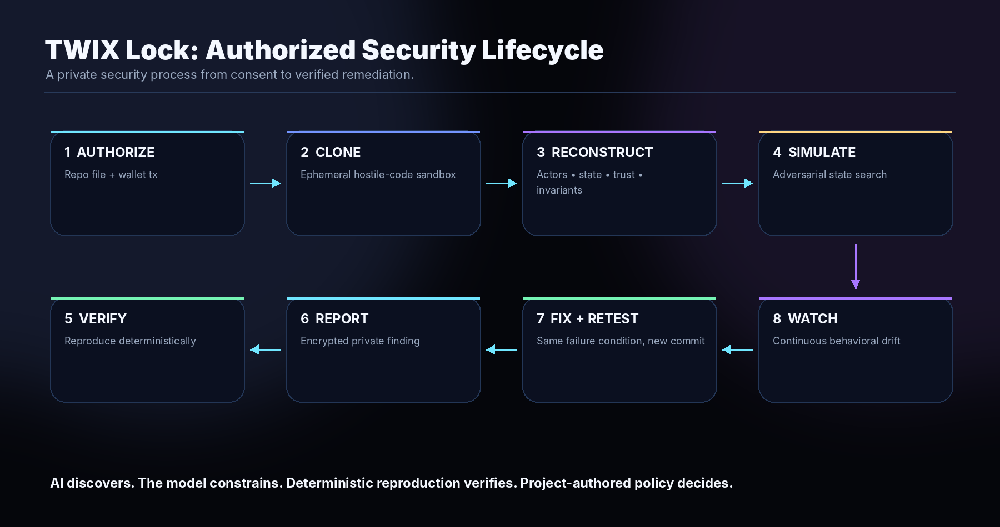 TWIX Lock: Authorized Security Lifecycle
A private security process from consent to verified remediation.
1 AUTHORIZE
Repo file + wallet tx
2 CLONE
Ephemeral hostile-code sandbox
3 RECONSTRUCT
Actors • state • trust •
invariants
4 SIMULATE
Adversarial state search
5 VERIFY
Reproduce deterministically
6 REPORT
Encrypted private finding
7 FIX + RETEST
Same failure condition, new commit
8 WATCH
Continuous behavioral drift
AI discovers. The model constrains. Deterministic reproduction verifies. Project-authored policy decides.